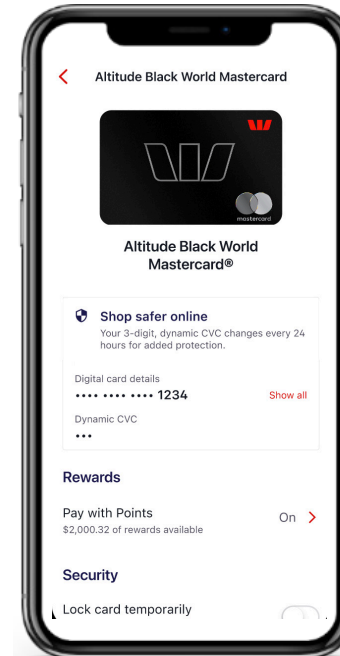 Altitude Black World Mastercard
mastercard
Altitude Black World
Mastercard®
Shop safer online
Your 3-digit, dynamic CVC changes every 24
hours for added protection.
Digital card details
•••• •••• •••• 1234
Show all
Dynamic CVC
•••
Rewards
Pay with Points
On
$2,000.32 of rewards available
Security
Lock card temporarily